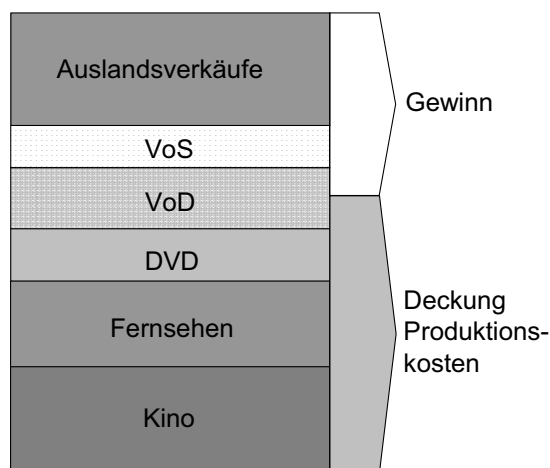 Auslandsverkäufe
Gewinn
VoS
VoD
DVD
Deckung
Produktions-
kosten
Fernsehen
Kino